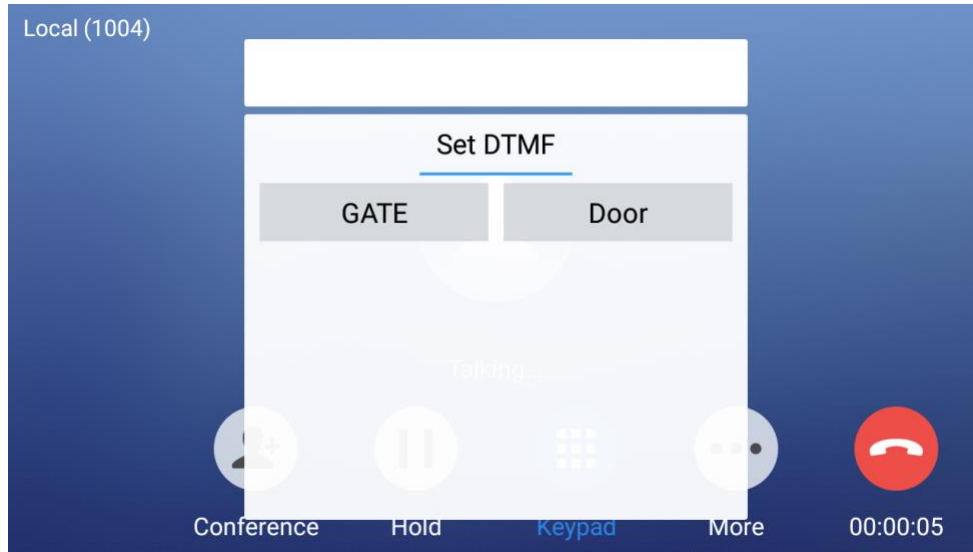 Local (1004)
Set DTMF
GATE Door
Talking...
Conference Hold Keypad More 00:00:05